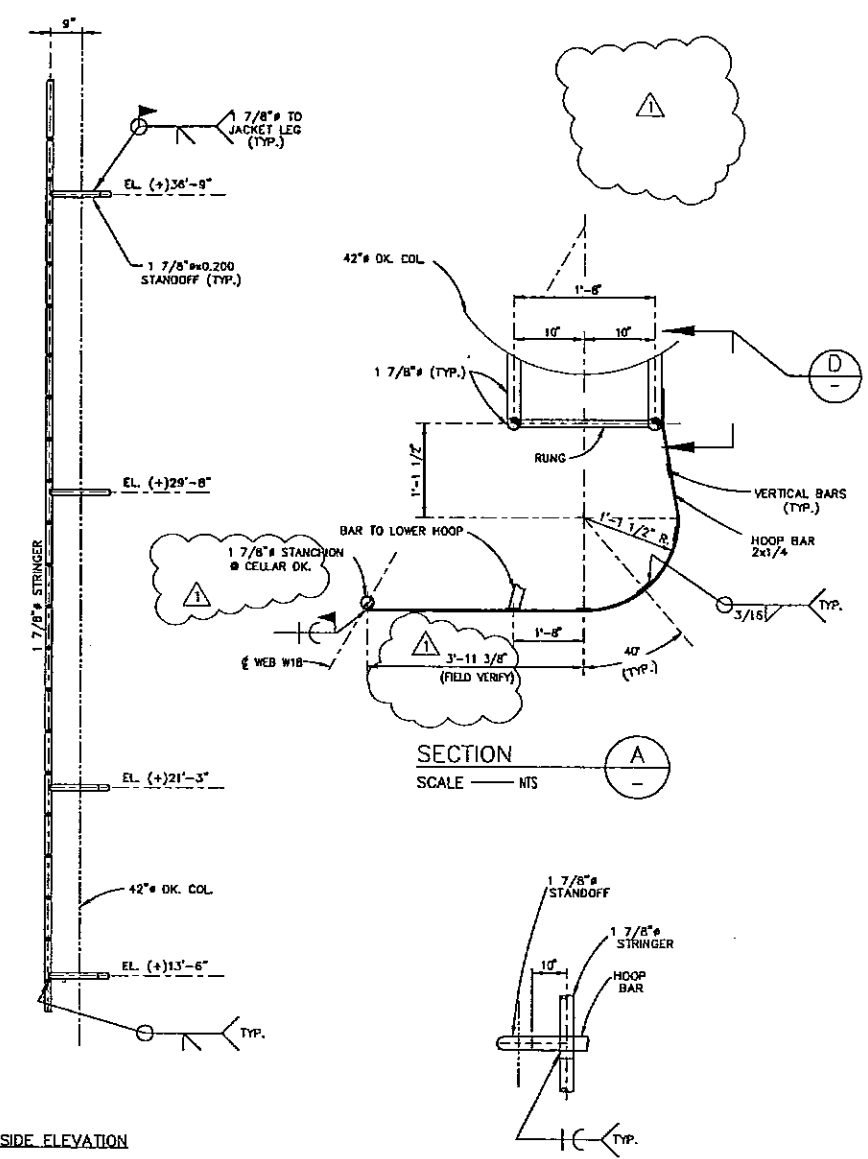 9"
1 7/8"ø TO
JACKET LEG
(TYP.)
EL. (+)36'-9"
1 7/8"øx0.200
STANDOFF (TYP.)
EL. (+)29'-8"
1 7/8"ø STRINGER
EL. (+)21'-3"
42"ø DK. COL.
EL. (+)13'-6"
TYP.
SIDE ELEVATION
1
42"ø DK. COL.
1'-8"
10"
10"
1 7/8"ø (TYP.)
D
-
RUNG
1'-1 1/2"
VERTICAL BARS
(TYP.)
1'-1 1/2" R.
HOOP BAR
2x1/4
BAR TO LOWER HOOP
1 7/8"ø STANCHION
@ CELLAR DK.
1
3/16
TYP.
1'-8"
1
3'-11 3/8"
(FIELD VERIFY)
40°
(TYP.)
℄ WEB W18
SECTION
SCALE —— NTS
A
-
1 7/8"ø
STANDOFF
1 7/8"ø
STRINGER
10"
HOOP
BAR
TYP.